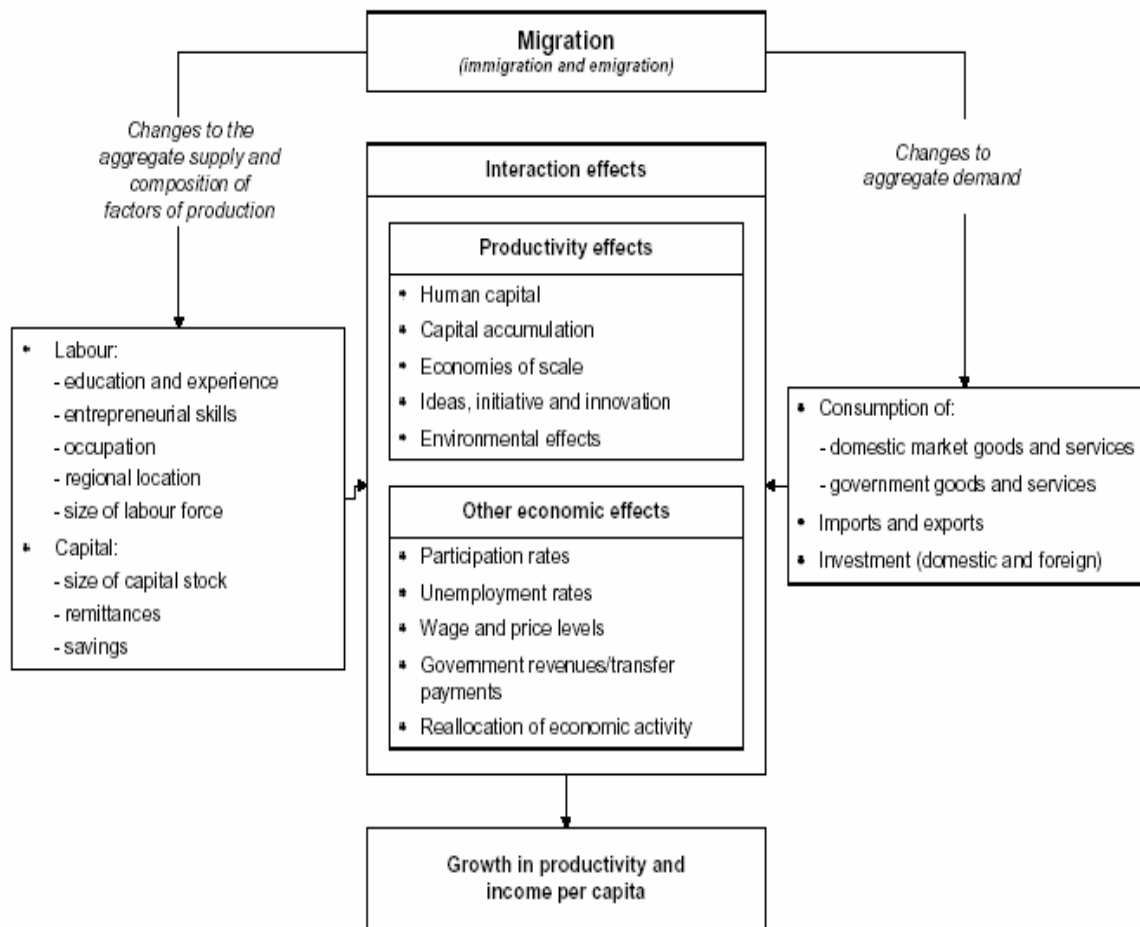 Migration
(immigration and emigration)
Changes to the
aggregate supply and
composition of
factors of production
Changes to
aggregate demand
Interaction effects
Productivity effects
• Human capital
• Capital accumulation
• Economies of scale
• Ideas, initiative and innovation
• Environmental effects
Other economic effects
• Participation rates
• Unemployment rates
• Wage and price levels
• Government revenues/transfer
payments
• Reallocation of economic activity
• Labour:
- education and experience
- entrepreneurial skills
- occupation
- regional location
- size of labour force
• Capital:
- size of capital stock
- remittances
- savings
• Consumption of:
- domestic market goods and services
- government goods and services
• Imports and exports
• Investment (domestic and foreign)
Growth in productivity and
income per capita